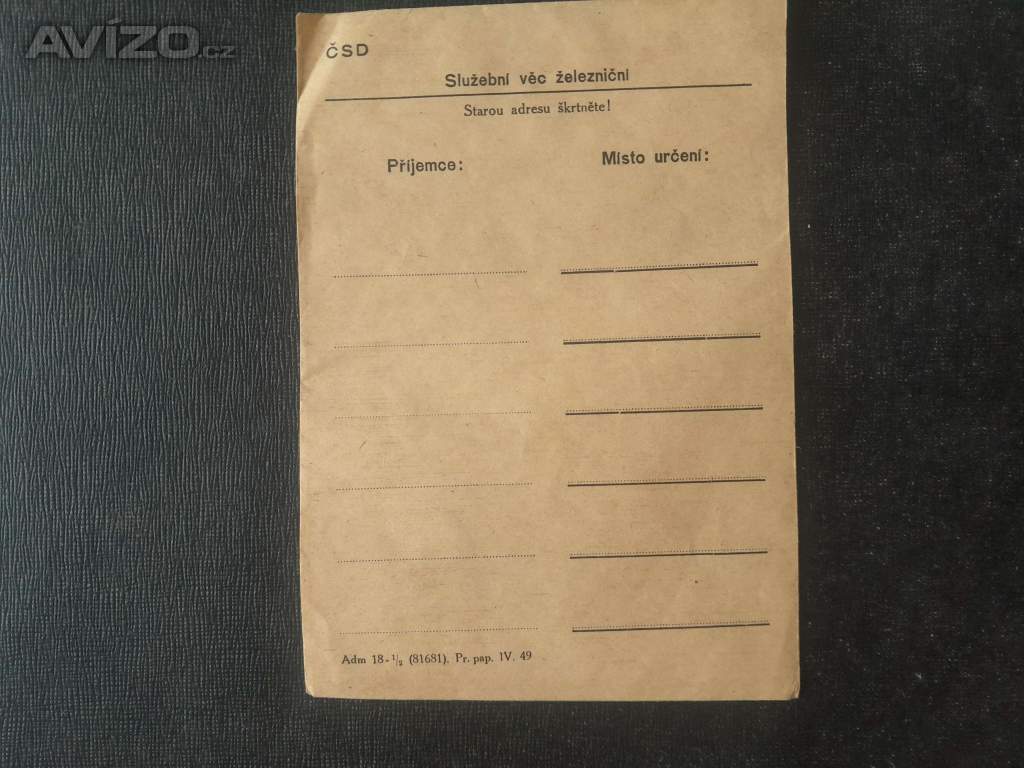 AVÍZO.cz
ČSD
Služební věc železniční
Starou adresu škrtněte!
Příjemce:
Místo určení:
Adm 18-1/2 (81681). Pr. pap. IV. 49